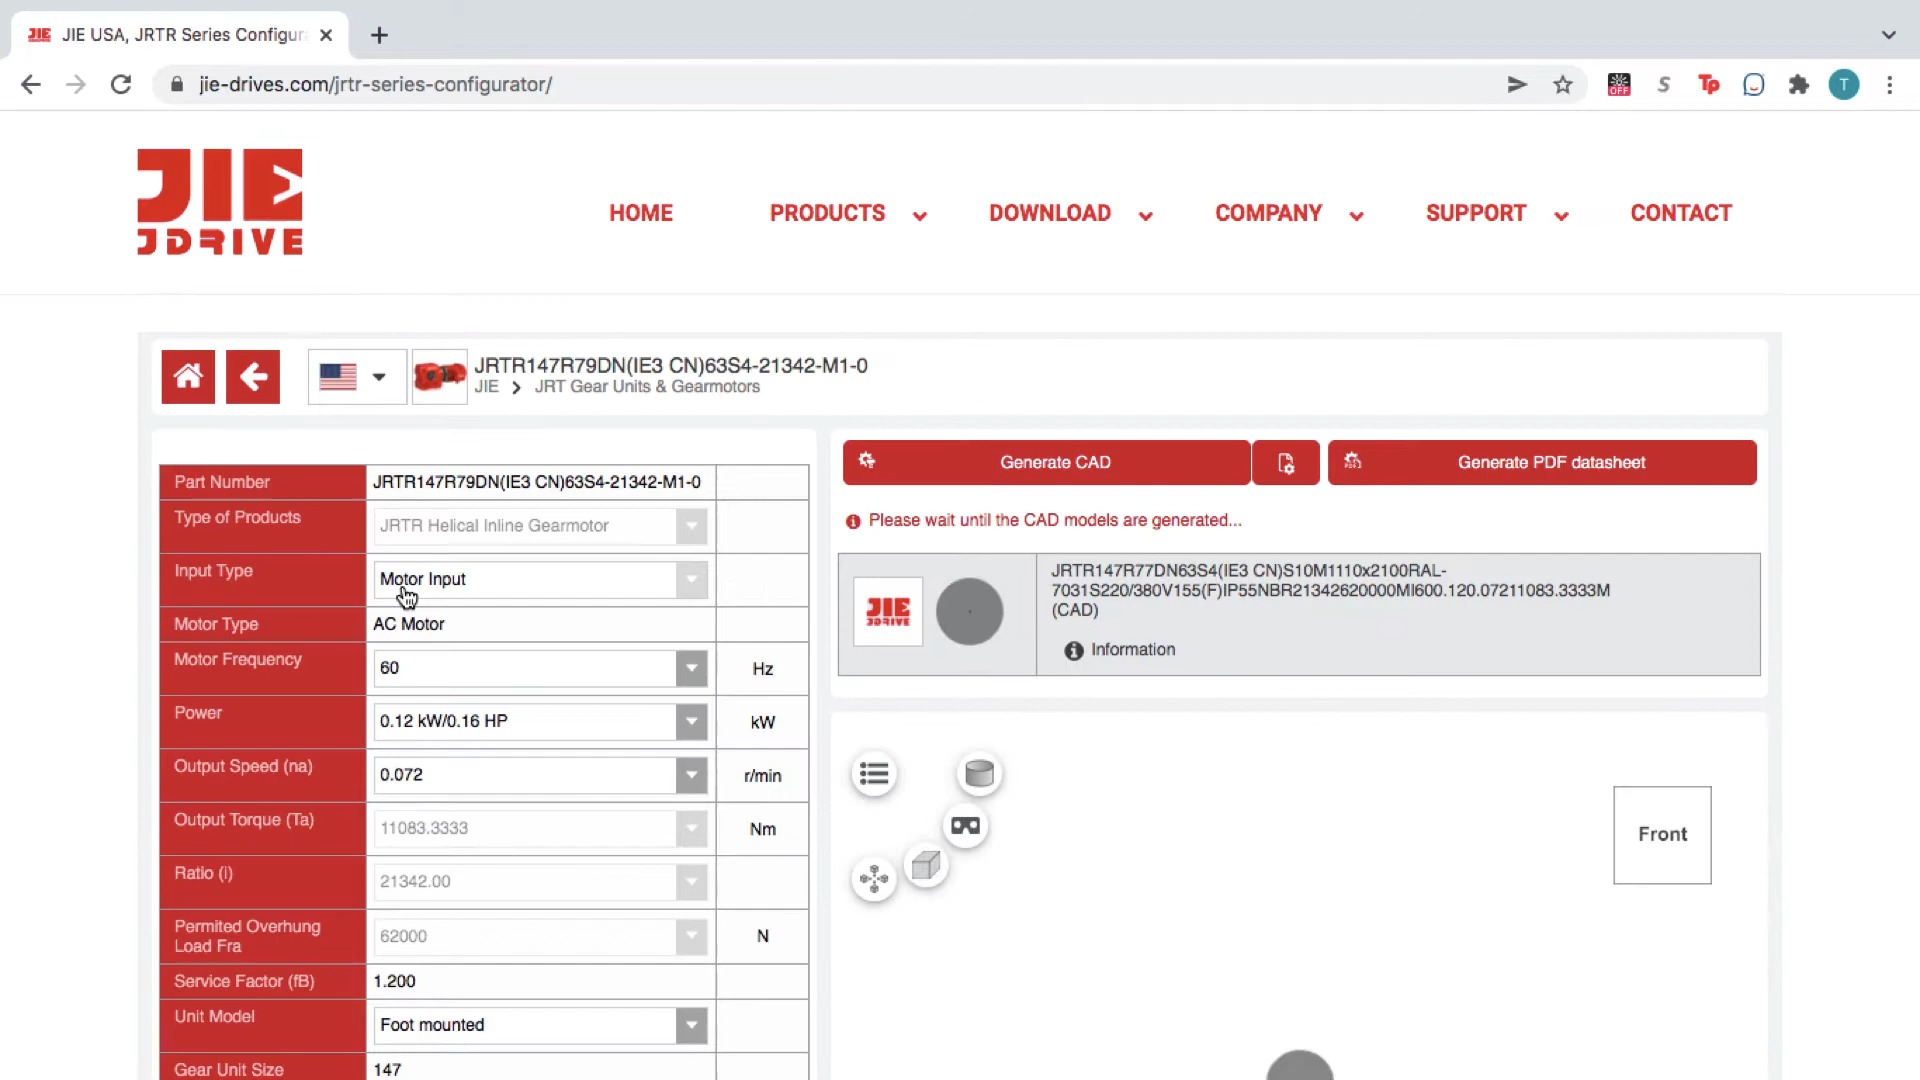 JIE USA, JRTR Series Configur
jie-drives.com/jrtr-series-configurator/
OFF
S
Tp
T
JIE
JDRIVE
HOME
PRODUCTS
DOWNLOAD
COMPANY
SUPPORT
CONTACT
JRTR147R79DN(IE3 CN)63S4-21342-M1-0
JIE
JRT Gear Units & Gearmotors
Part Number
JRTR147R79DN(IE3 CN)63S4-21342-M1-0
Type of Products
JRTR Helical Inline Gearmotor
Input Type
Motor Input
Motor Type
AC Motor
Motor Frequency
60
Hz
Power
0.12 kW/0.16 HP
kW
Output Speed (na)
0.072
r/min
Output Torque (Ta)
11083.3333
Nm
Ratio (i)
21342.00
Permited Overhung
Load Fra
62000
N
Service Factor (fB)
1.200
Unit Model
Foot mounted
Gear Unit Size
147
Generate CAD
Generate PDF datasheet
Please wait until the CAD models are generated...
JIE
JDRIVE
JRTR147R77DN63S4(IE3 CN)S10M1110x2100RAL-
7031S220/380V155(F)IP55NBR21342620000MI600.120.07211083.3333M
(CAD)
Information
Front